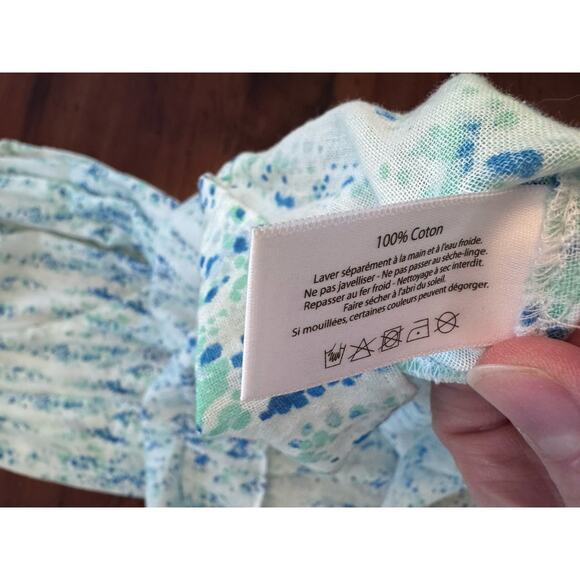 100% Coton
Laver séparément à la main et à l'eau froide.
Ne pas javelliser - Ne pas passer au sèche-linge.
Repasser au fer froid - Nettoyage à sec interdit.
Faire sécher à l'abri du soleil.
Si mouillées, certaines couleurs peuvent dégorger.